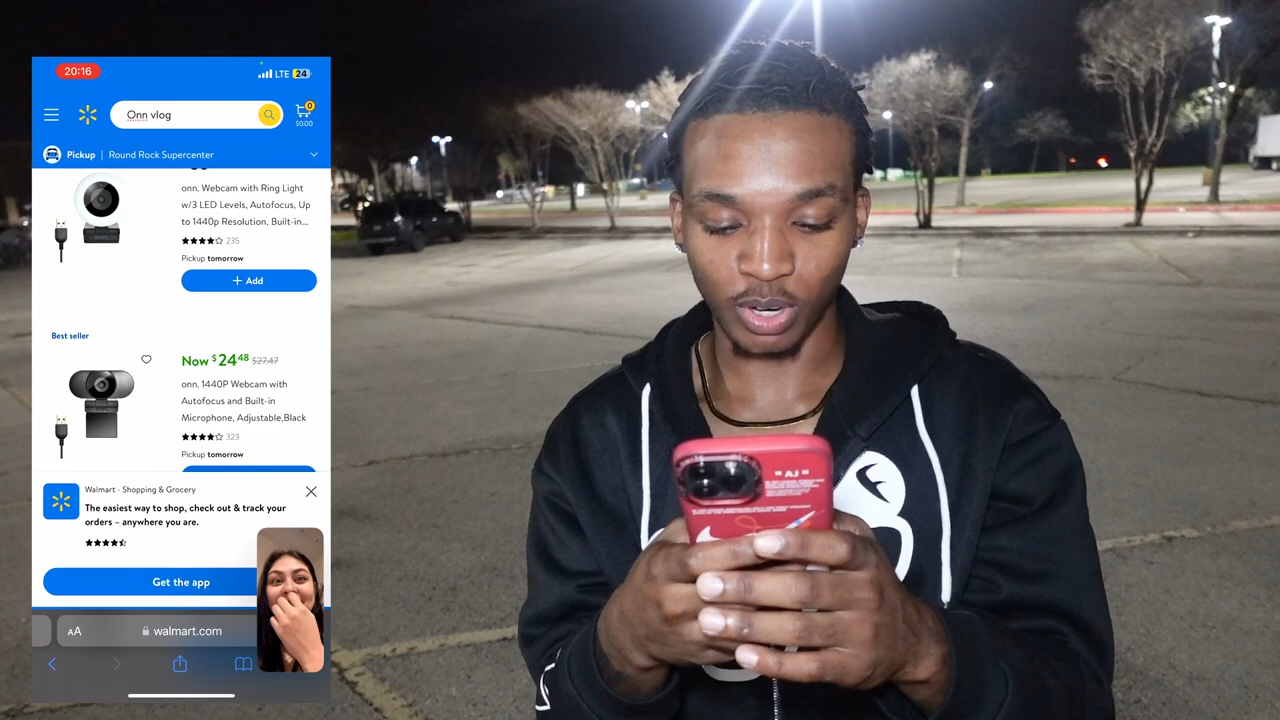 20:16
LTE 24
Onn vlog
0
$0.00
Pickup | Round Rock Supercenter
onn. Webcam with Ring Light
w/3 LED Levels, Autofocus, Up
to 1440p Resolution, Built-in...
235
Pickup tomorrow
+ Add
Best seller
Now $24.48 $27.47
onn. 1440P Webcam with
Autofocus and Built-in
Microphone, Adjustable,Black
323
Pickup tomorrow
Walmart - Shopping & Grocery
The easiest way to shop, check out & track your
orders – anywhere you are.
Get the app
AA walmart.com
"AJ"